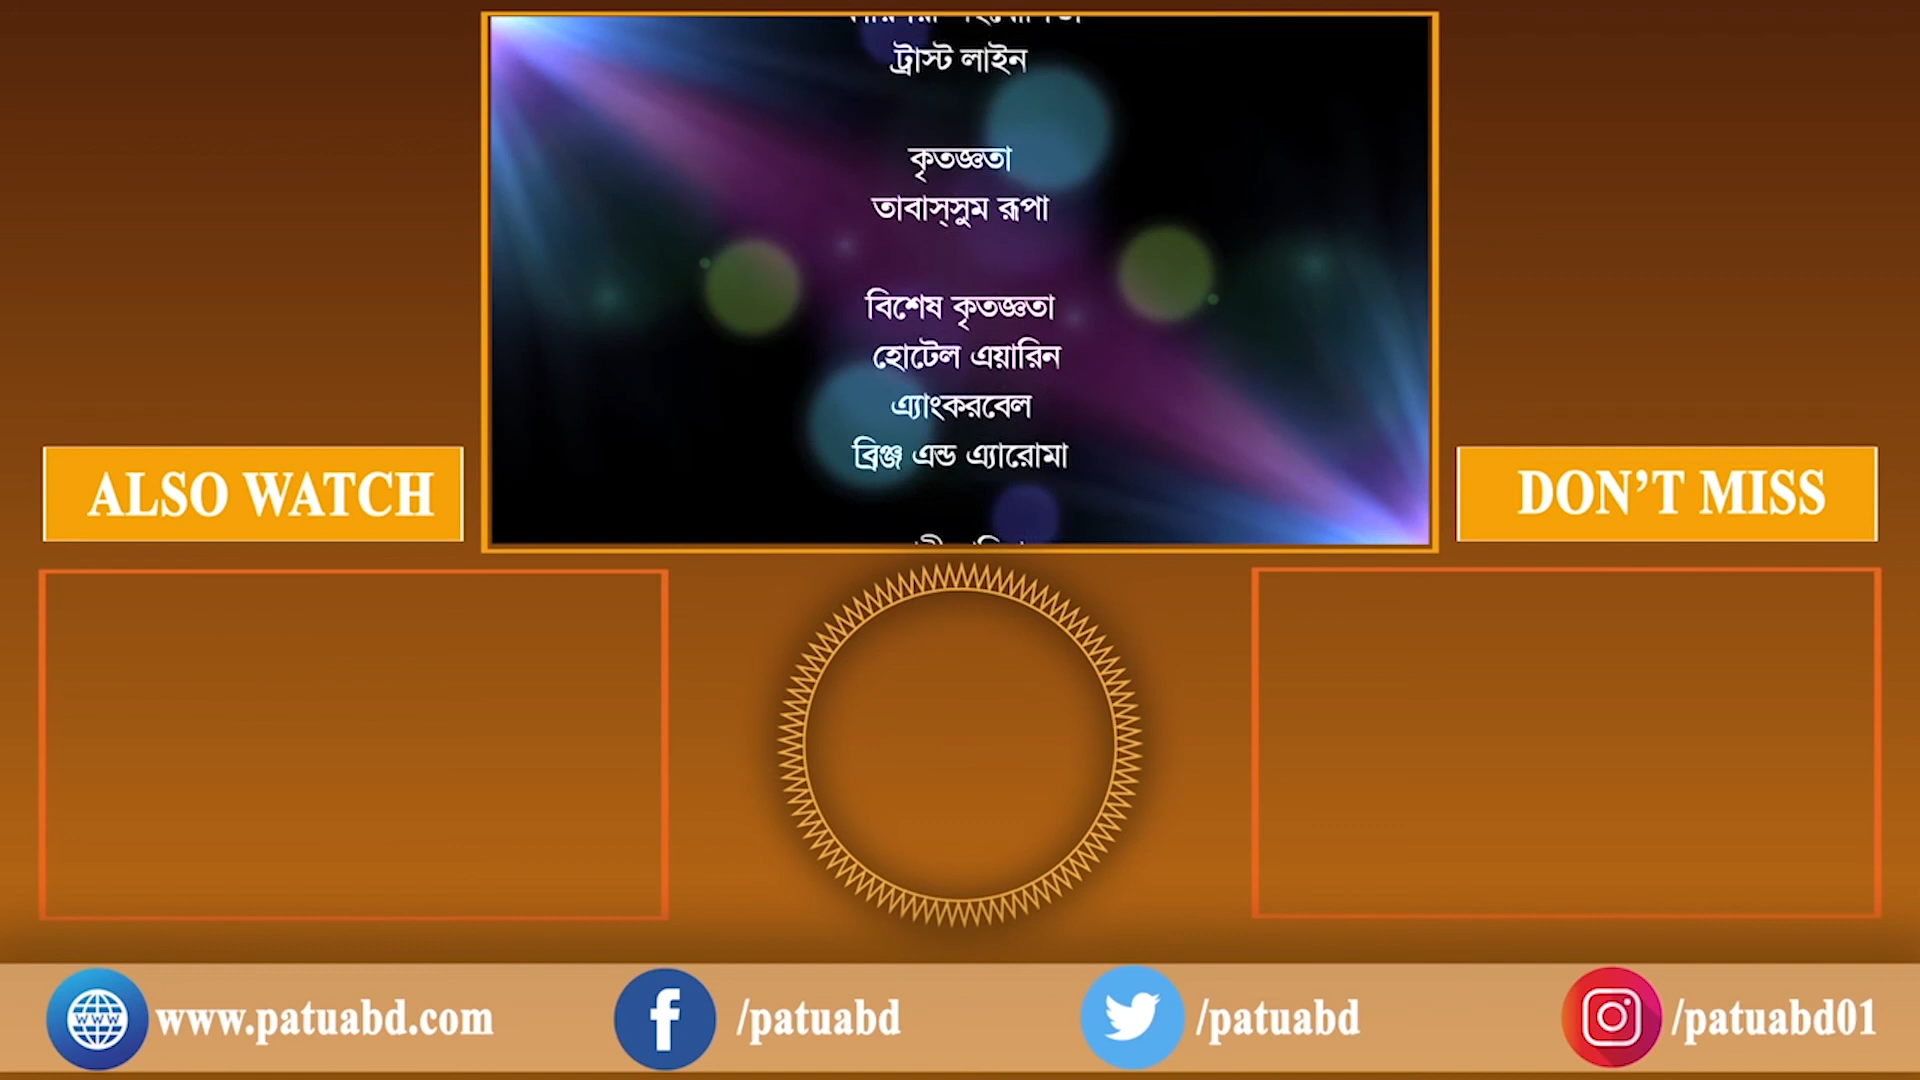 ট্রাস্ট লাইন
কৃতজ্ঞতা
তাবাস্‌সুম রূপা
বিশেষ কৃতজ্ঞতা
হোটেল এয়ারিন
এ্যাংকরবেল
ব্রিঞ্জ এন্ড এ্যারোমা
ALSO WATCH
DON’T MISS
www.patuabd.com
/patuabd
/patuabd
/patuabd01